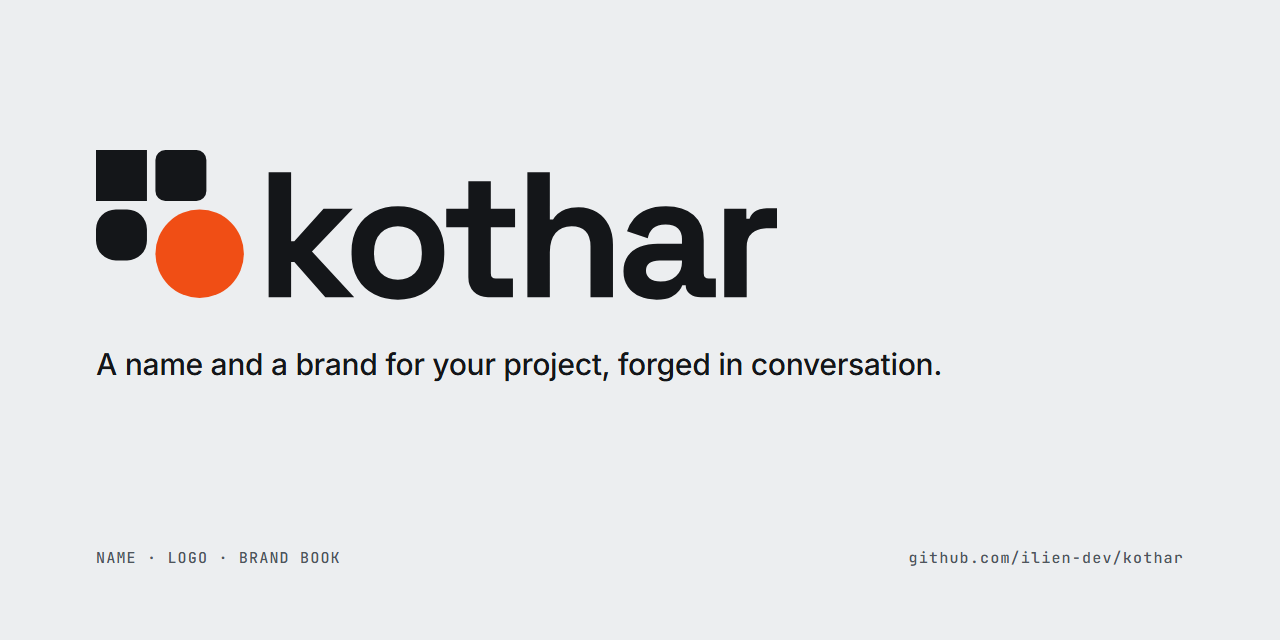 kothar
A name and a brand for your project, forged in conversation.
NAME · LOGO · BRAND BOOK
github.com/ilien-dev/kothar